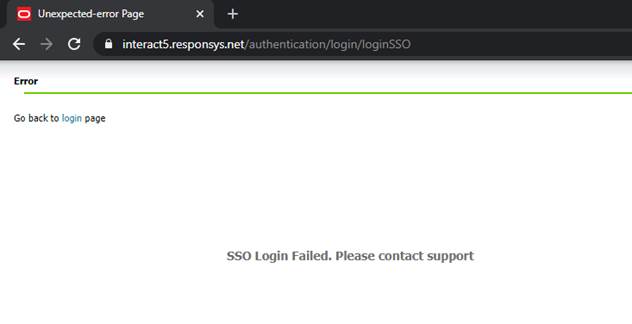 Unexpected-error Page
interact5.responsys.net/authentication/login/loginSSO
Error
Go back to login page
SSO Login Failed. Please contact support